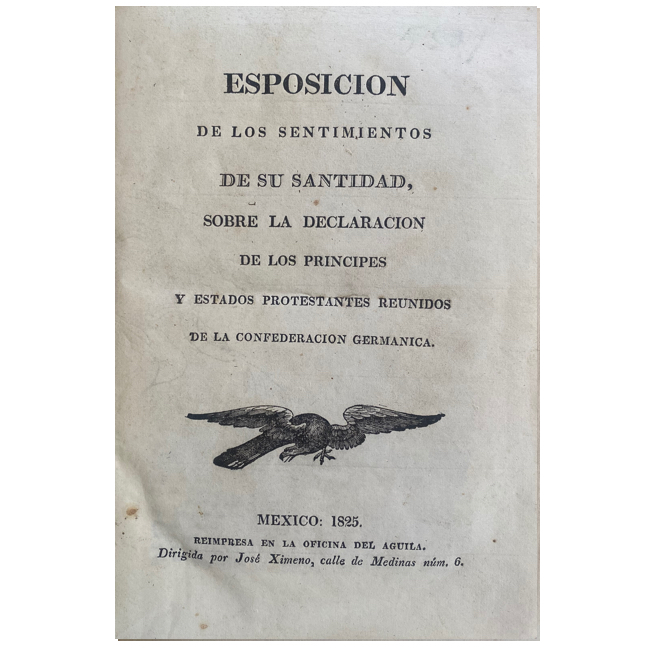 ESPOSICION
DE LOS SENTIMIENTOS
DE SU SANTIDAD,
SOBRE LA DECLARACION
DE LOS PRINCIPES
Y ESTADOS PROTESTANTES REUNIDOS
DE LA CONFEDERACION GERMANICA.
MEXICO: 1825.
REIMPRESA EN LA OFICINA DEL AGUILA.
Dirigida por José Ximeno, calle de Medinas núm. 6.